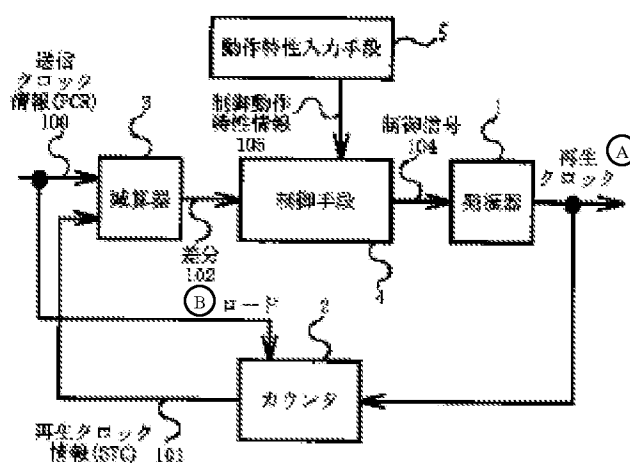 動作特性入力手段
5
送信
クロック
情報(PCR)
100
3
制御動作
特性情報
105
制御信号
104
1
再生
クロック
A
減算器
制御手段
発振器
差分
102
4
B
ロード
2
カウンタ
再生クロック
情報(STC)